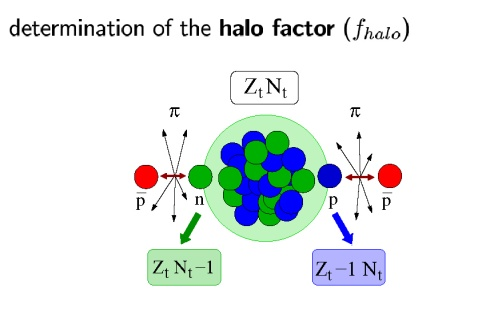 determination of the halo factor (f_halo)
Z_t N_t
π π
p̄ n p p̄
Z_t N_t−1 Z_t−1 N_t